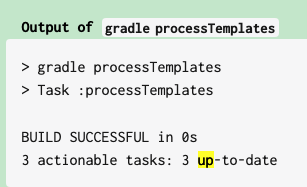 Output of gradle processTemplates
> gradle processTemplates
> Task :processTemplates
BUILD SUCCESSFUL in 0s
3 actionable tasks: 3 up-to-date